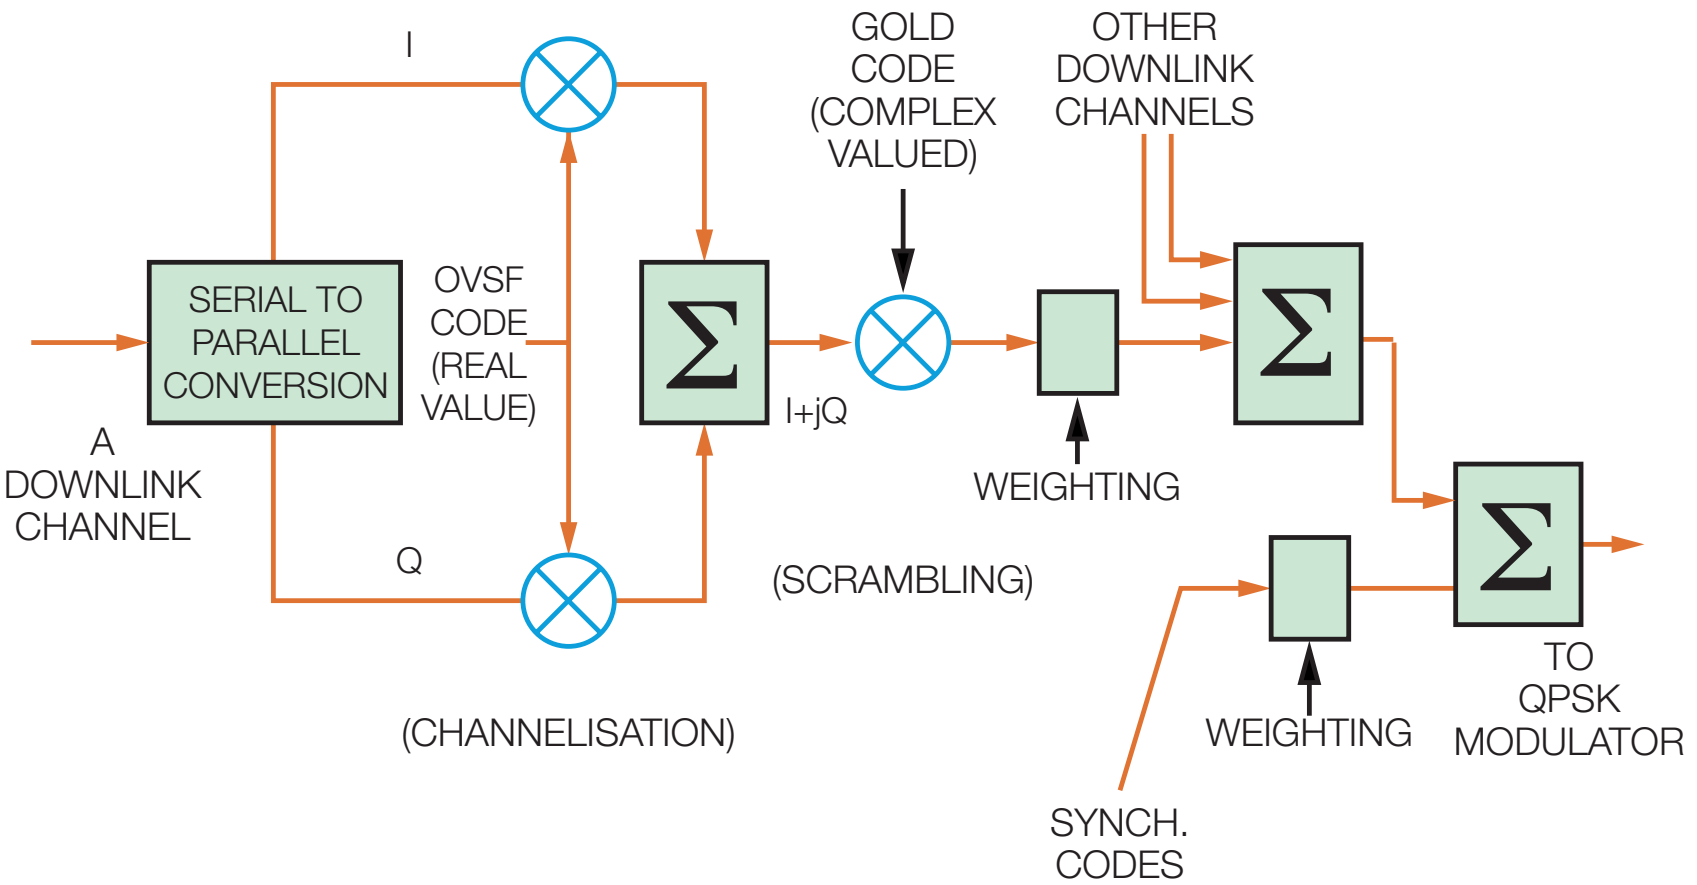 I
GOLD
CODE
(COMPLEX
VALUED)
OTHER
DOWNLINK
CHANNELS
SERIAL TO
PARALLEL
CONVERSION
OVSF
CODE
(REAL
VALUE)
Σ
I+jQ
Σ
A
DOWNLINK
CHANNEL
WEIGHTING
Q
(SCRAMBLING)
Σ
(CHANNELISATION)
WEIGHTING
TO
QPSK
MODULATOR
SYNCH.
CODES